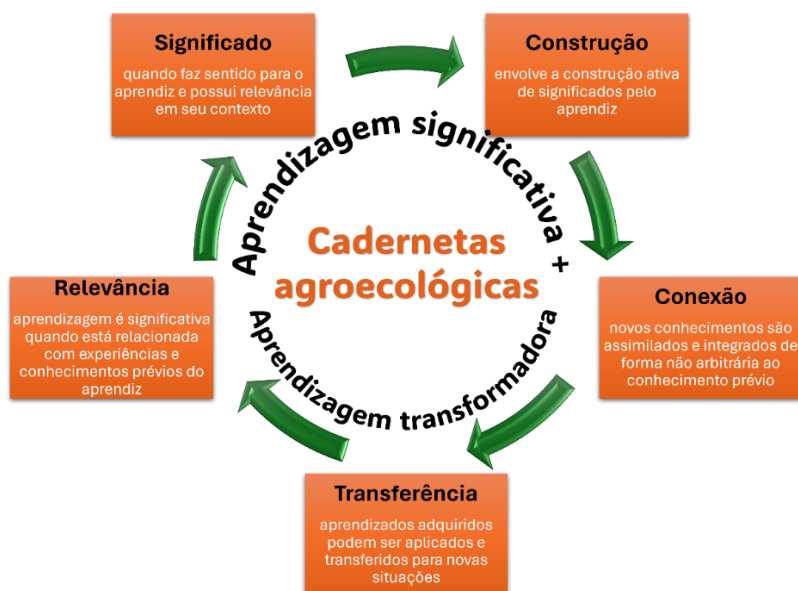 Significado
quando faz sentido para o
aprendiz e possui relevância
em seu contexto
Construção
envolve a construção ativa
de significados pelo
aprendiz
Aprendizagem significativa +
Cadernetas
agroecológicas
Aprendizagem transformadora
Relevância
aprendizagem é significativa
quando está relacionada
com experiências e
conhecimentos prévios do
aprendiz
Conexão
novos conhecimentos são
assimilados e integrados de
forma não arbitrária ao
conhecimento prévio
Transferência
aprendizados adquiridos
podem ser aplicados e
transferidos para novas
situações